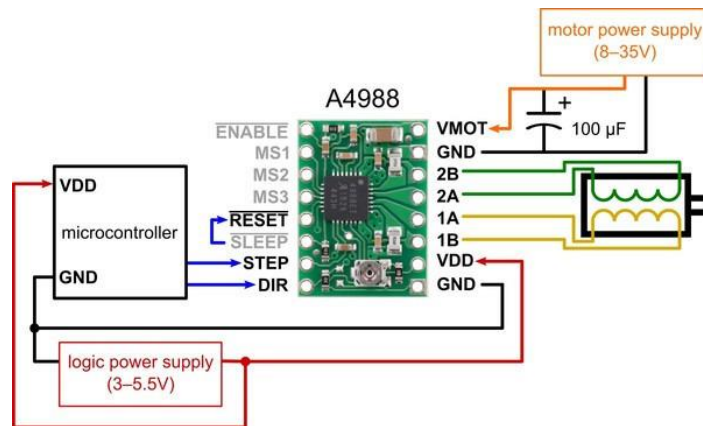 motor power supply
(8–35V)
A4988
ENABLE
VMOT
+
100 µF
MS1
GND
MS2
2B
VDD
MS3
2A
microcontroller
RESET
1A
SLEEP
1B
GND
STEP
VDD
DIR
GND
logic power supply
(3–5.5V)